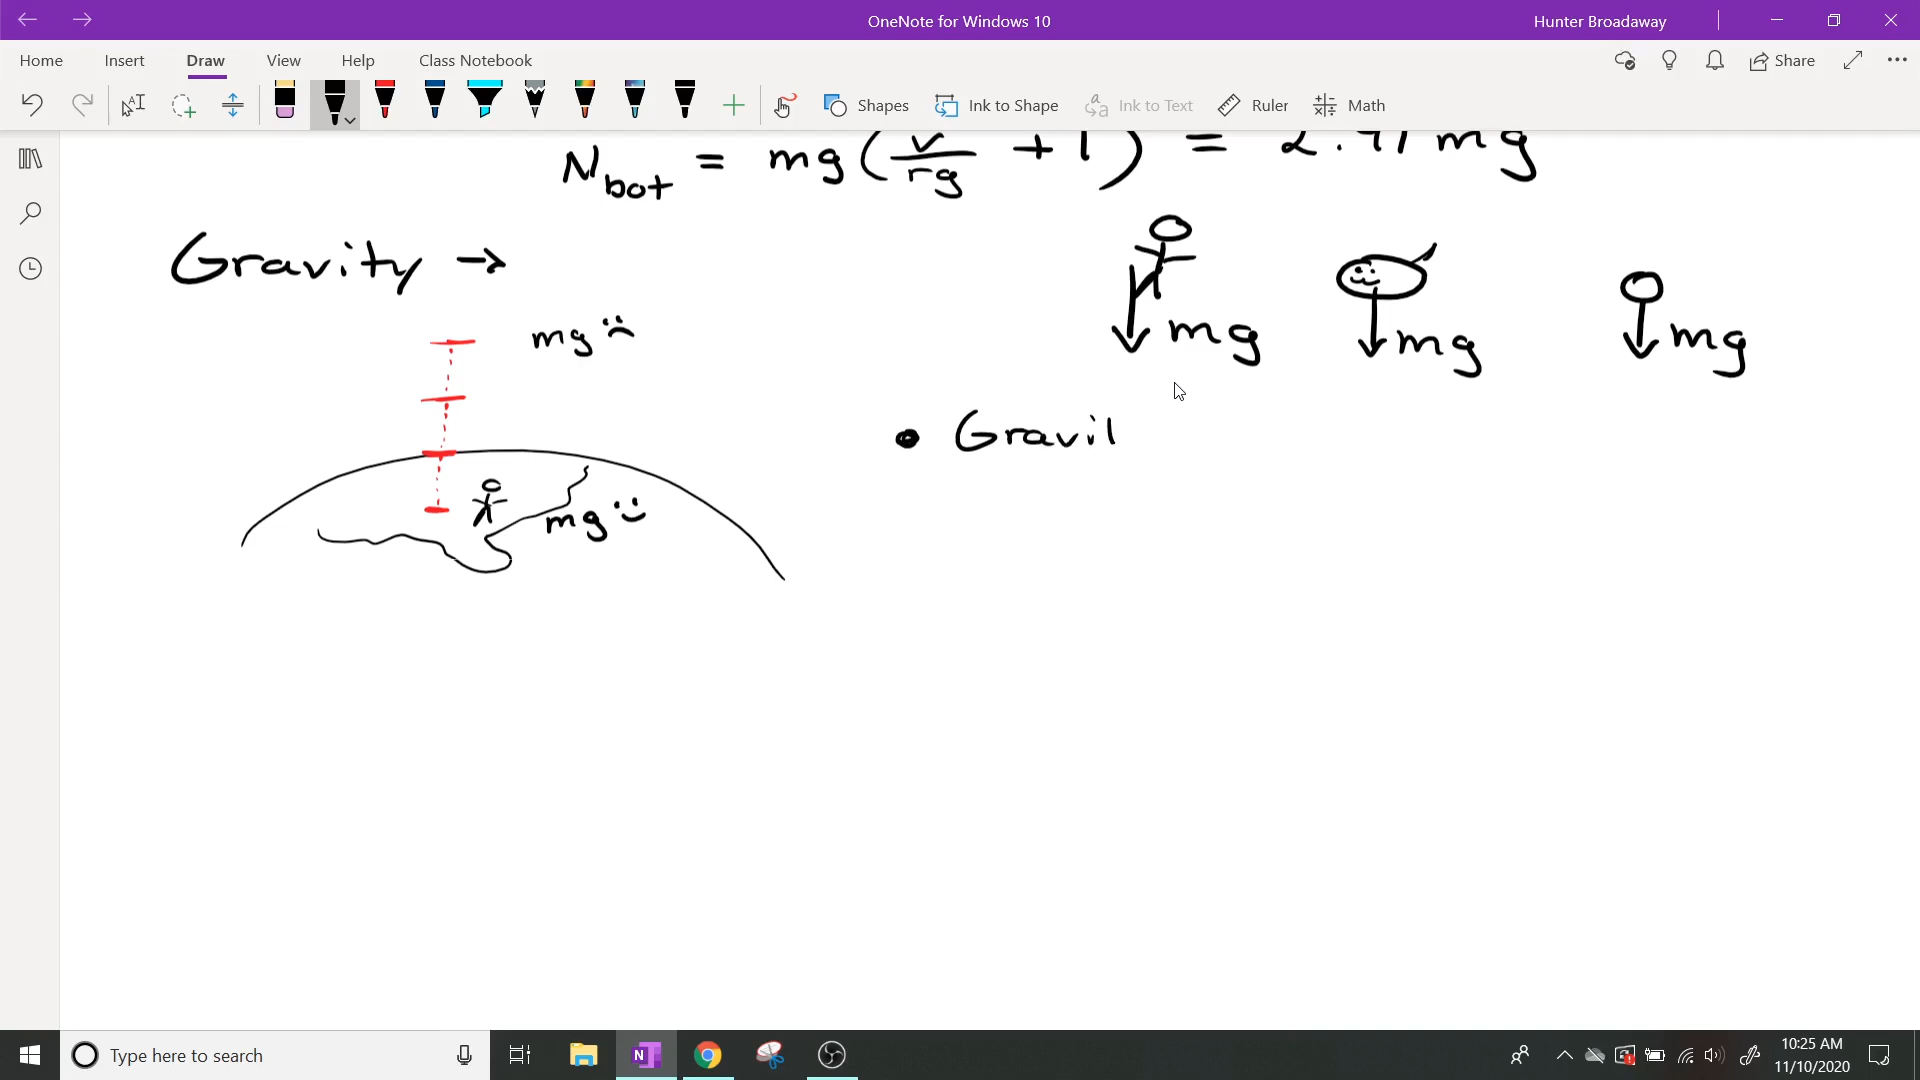 OneNote for Windows 10
Hunter Broadaway
Home Insert Draw View Help Class Notebook
Share
Shapes Ink to Shape Ink to Text Ruler Math
N bot = mg ( v / rg + 1 ) = 2.41 mg
Gravity →
mg mg mg
mg
• Gravil
mg
Type here to search
10:25 AM
11/10/2020